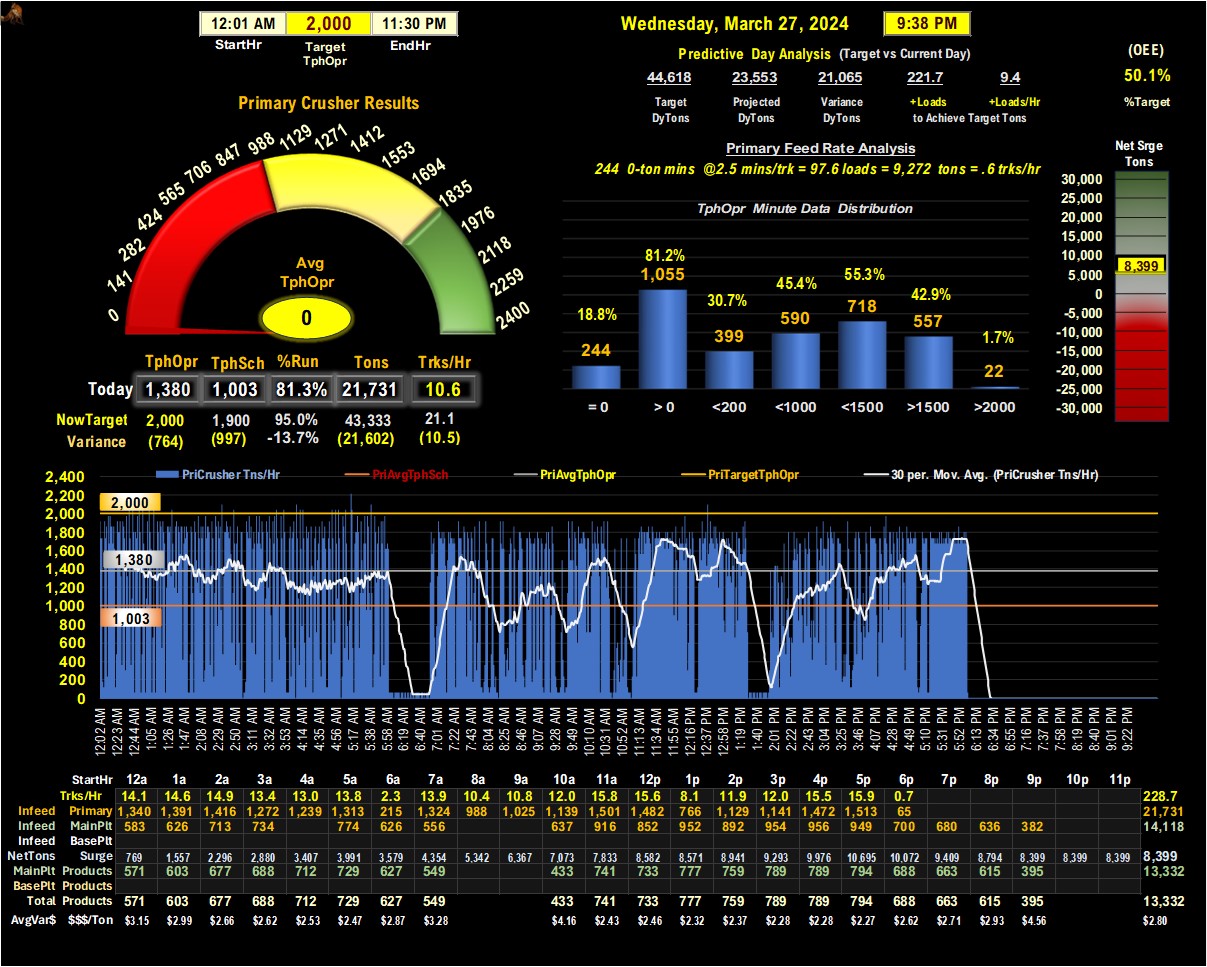 12:01 AM 2,000 11:30 PM
StartHr Target TphOpr EndHr
Wednesday, March 27, 2024 9:38 PM
Predictive Day Analysis (Target vs Current Day)
44,618 23,553 21,065 221.7 9.4
Target Projected Variance +Loads +Loads/Hr
DyTons DyTons DyTons to Achieve Target Tons
(OEE)
50.1%
%Target
Primary Crusher Results
0 141 282 424 565 706 847 988 1129 1271 1412 1553 1694 1835 1976 2118 2259 2400
Avg
TphOpr
0
TphOpr TphSch %Run Tons Trks/Hr
Today 1,380 1,003 81.3% 21,731 10.6
NowTarget 2,000 1,900 95.0% 43,333 21.1
Variance (764) (997) -13.7% (21,602) (10.5)
Primary Feed Rate Analysis
244 0-ton mins @2.5 mins/trk = 97.6 loads = 9,272 tons = .6 trks/hr
TphOpr Minute Data Distribution
18.8% 81.2% 30.7% 45.4% 55.3% 42.9% 1.7%
244 1,055 399 590 718 557 22
= 0 > 0 <200 <1000 <1500 >1500 >2000
Net Srge
Tons
30,000
25,000
20,000
15,000
10,000
8,399
5,000
0
-5,000
-10,000
-15,000
-20,000
-25,000
-30,000
PriCrusher Tns/Hr PriAvgTphSch PriAvgTphOpr PriTargetTphOpr 30 per. Mov. Avg. (PriCrusher Tns/Hr)
2,400
2,200
2,000
2,000
1,800
1,600
1,380
1,400
1,200
1,000
1,003
800
600
400
200
0
12:02 AM 12:23 AM 12:44 AM 1:05 AM 1:26 AM 1:47 AM 2:08 AM 2:29 AM 2:50 AM 3:11 AM 3:32 AM 3:53 AM 4:14 AM 4:35 AM 4:56 AM 5:17 AM 5:38 AM 5:58 AM 6:19 AM 6:40 AM 7:01 AM 7:22 AM 7:43 AM 8:04 AM 8:25 AM 8:46 AM 9:07 AM 9:28 AM 9:49 AM 10:10 AM 10:31 AM 10:52 AM 11:13 AM 11:34 AM 11:55 AM 12:16 PM 12:37 PM 12:58 PM 1:19 PM 1:40 PM 2:01 PM 2:22 PM 2:43 PM 3:04 PM 3:25 PM 3:46 PM 4:07 PM 4:28 PM 4:49 PM 5:10 PM 5:31 PM 5:52 PM 6:13 PM 6:34 PM 6:55 PM 7:16 PM 7:37 PM 7:58 PM 8:19 PM 8:40 PM 9:01 PM 9:22 PM
StartHr 12a 1a 2a 3a 4a 5a 6a 7a 8a 9a 10a 11a 12p 1p 2p 3p 4p 5p 6p 7p 8p 9p 10p 11p
Trks/Hr 14.1 14.6 14.9 13.4 13.0 13.8 2.3 13.9 10.4 10.8 12.0 15.8 15.6 8.1 11.9 12.0 15.5 15.9 0.7 228.7
Infeed Primary 1,340 1,391 1,416 1,272 1,239 1,313 215 1,324 988 1,025 1,139 1,501 1,482 766 1,129 1,141 1,472 1,513 65 21,731
Infeed MainPlt 583 626 713 734 774 626 556 637 916 852 952 892 954 956 949 700 680 636 382 14,118
Infeed BasePlt
NetTons Surge 769 1,557 2,296 2,880 3,407 3,991 3,579 4,354 5,342 6,367 7,073 7,833 8,582 8,571 8,941 9,293 9,976 10,695 10,072 9,409 8,794 8,399 8,399 8,399 8,399
MainPlt Products 571 603 677 688 712 729 627 549 433 741 733 777 759 789 789 794 688 663 615 395 13,332
BasePlt Products
Total Products 571 603 677 688 712 729 627 549 433 741 733 777 759 789 789 794 688 663 615 395 13,332
AvgVar$ $$$/Ton $3.15 $2.99 $2.66 $2.62 $2.53 $2.47 $2.87 $3.28 $4.16 $2.43 $2.46 $2.32 $2.37 $2.28 $2.28 $2.27 $2.62 $2.71 $2.93 $4.56 $2.80